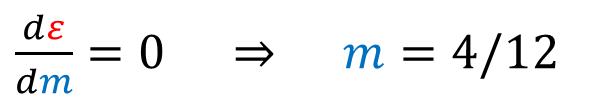 dε/dm = 0 ⇒ m = 4/12